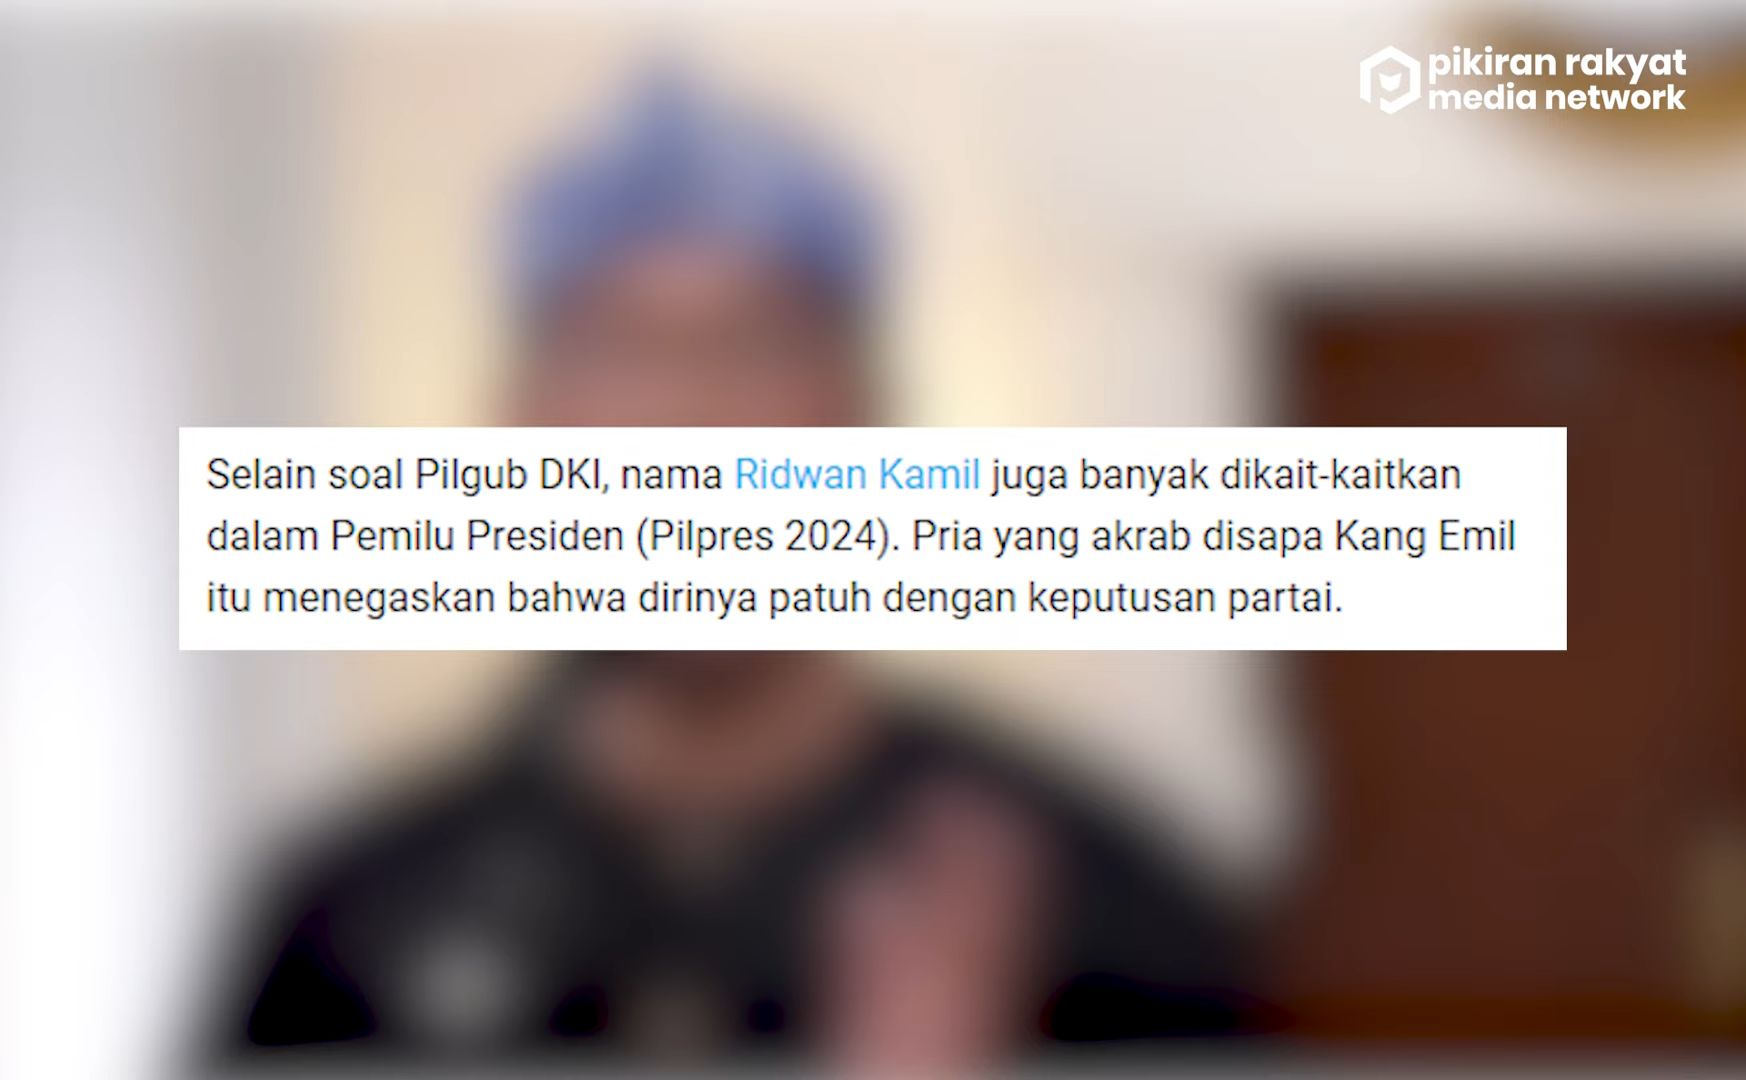 pikiran rakyat
media network
Selain soal Pilgub DKI, nama Ridwan Kamil juga banyak dikait-kaitkan
dalam Pemilu Presiden (Pilpres 2024). Pria yang akrab disapa Kang Emil
itu menegaskan bahwa dirinya patuh dengan keputusan partai.